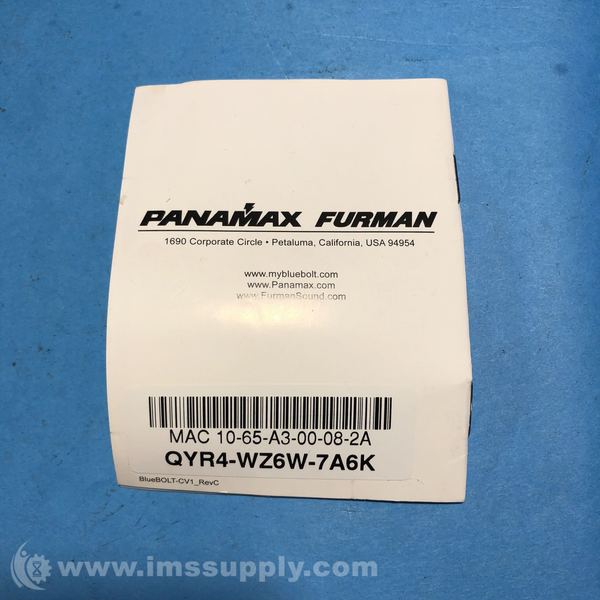 PANAMAX FURMAN
1690 Corporate Circle • Petaluma, California, USA 94954
www.mybluebolt.com
www.Panamax.com
www.FurmanSound.com
MAC 10-65-A3-00-08-2A
QYR4-WZ6W-7A6K
BlueBOLT-CV1_RevC
www.imssupply.com